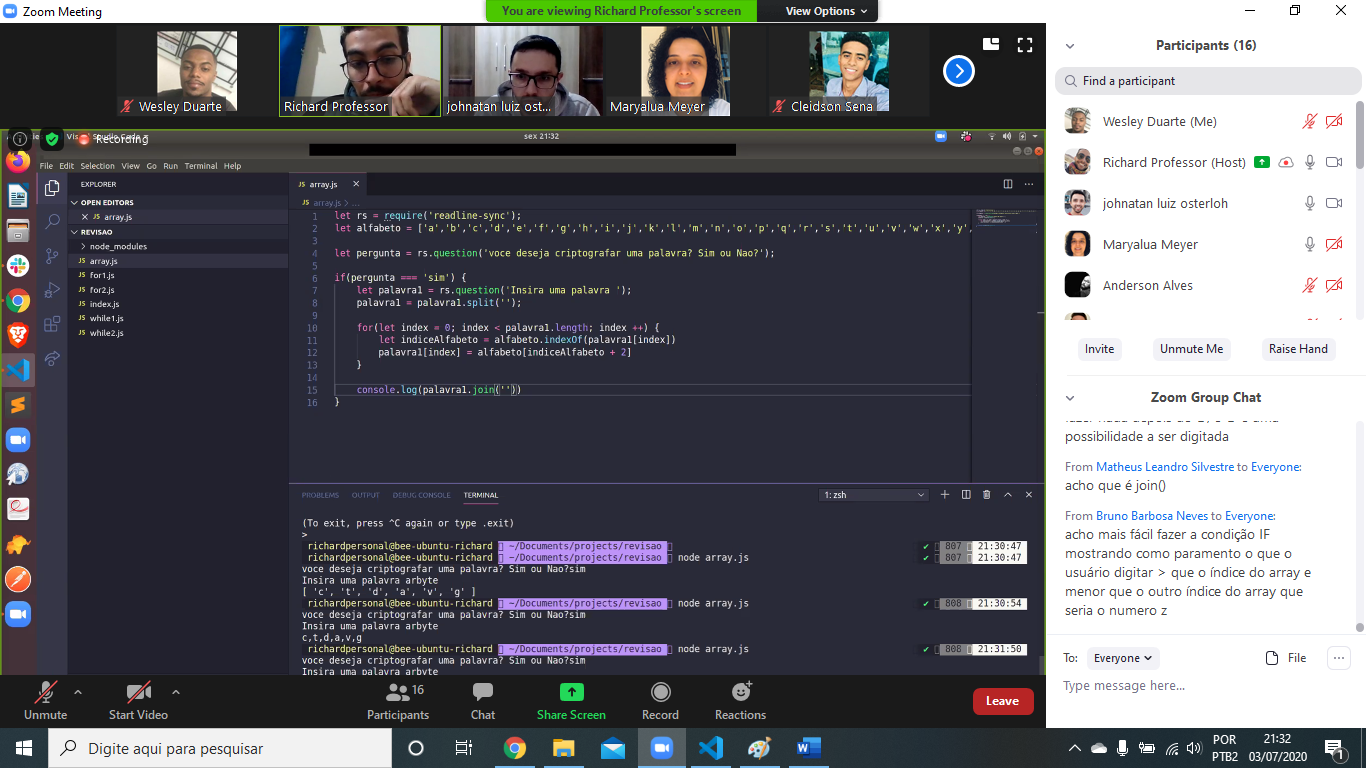 Zoom Meeting
You are viewing Richard Professor's screen
View Options
Wesley Duarte
Richard Professor
johnatan luiz ost...
Maryalua Meyer
Cleidson Sena
Recording
sex 21:32
File Edit Selection View Go Run Terminal Help
EXPLORER
OPEN EDITORS
JS array.js
REVISAO
node_modules
JS array.js
JS for1.js
JS for2.js
JS index.js
JS while1.js
JS while2.js
JS array.js
JS array.js > ...
1 let rs = require('readline-sync');
2 let alfabeto = ['a','b','c','d','e','f','g','h','i','j','k','l','m','n','o','p','q','r','s','t','u','v','w','x','y',
3
4 let pergunta = rs.question('voce deseja criptografar uma palavra? Sim ou Nao?');
5
6 if(pergunta === 'sim') {
7 let palavra1 = rs.question('Insira uma palavra ');
8 palavra1 = palavra1.split('');
9
10 for(let index = 0; index < palavra1.length; index ++) {
11 let indiceAlfabeto = alfabeto.indexOf(palavra1[index])
12 palavra1[index] = alfabeto[indiceAlfabeto + 2]
13 }
14
15 console.log(palavra1.join(''))
16 }
PROBLEMS OUTPUT DEBUG CONSOLE TERMINAL
1: zsh
(To exit, press ^C again or type .exit)
>
richardpersonal@bee-ubuntu-richard ~/Documents/projects/revisao ✔ 807 21:30:47
richardpersonal@bee-ubuntu-richard ~/Documents/projects/revisao node array.js ✔ 807 21:30:47
voce deseja criptografar uma palavra? Sim ou Nao?sim
Insira uma palavra arbyte
[ 'c', 't', 'd', 'a', 'v', 'g' ]
richardpersonal@bee-ubuntu-richard ~/Documents/projects/revisao node array.js ✔ 808 21:30:54
voce deseja criptografar uma palavra? Sim ou Nao?sim
Insira uma palavra arbyte
c,t,d,a,v,g
richardpersonal@bee-ubuntu-richard ~/Documents/projects/revisao node array.js ✔ 808 21:31:50
voce deseja criptografar uma palavra? Sim ou Nao?sim
Insira uma palavra arbyte
Unmute
Start Video
Participants 16
Chat
Share Screen
Record
Reactions
Leave
Participants (16)
Find a participant
Wesley Duarte (Me)
Richard Professor (Host)
johnatan luiz osterloh
Maryalua Meyer
Anderson Alves
Invite
Unmute Me
Raise Hand
Zoom Group Chat
possibilidade a ser digitada
From Matheus Leandro Silvestre to Everyone:
acho que é join()
From Bruno Barbosa Neves to Everyone:
acho mais fácil fazer a condição IF
mostrando como paramento o que o
usuário digitar > que o índice do array e
menor que o outro índice do array que
seria o numero z
To: Everyone
File
Type message here...
Digite aqui para pesquisar
POR
PTB2
21:32
03/07/2020
1